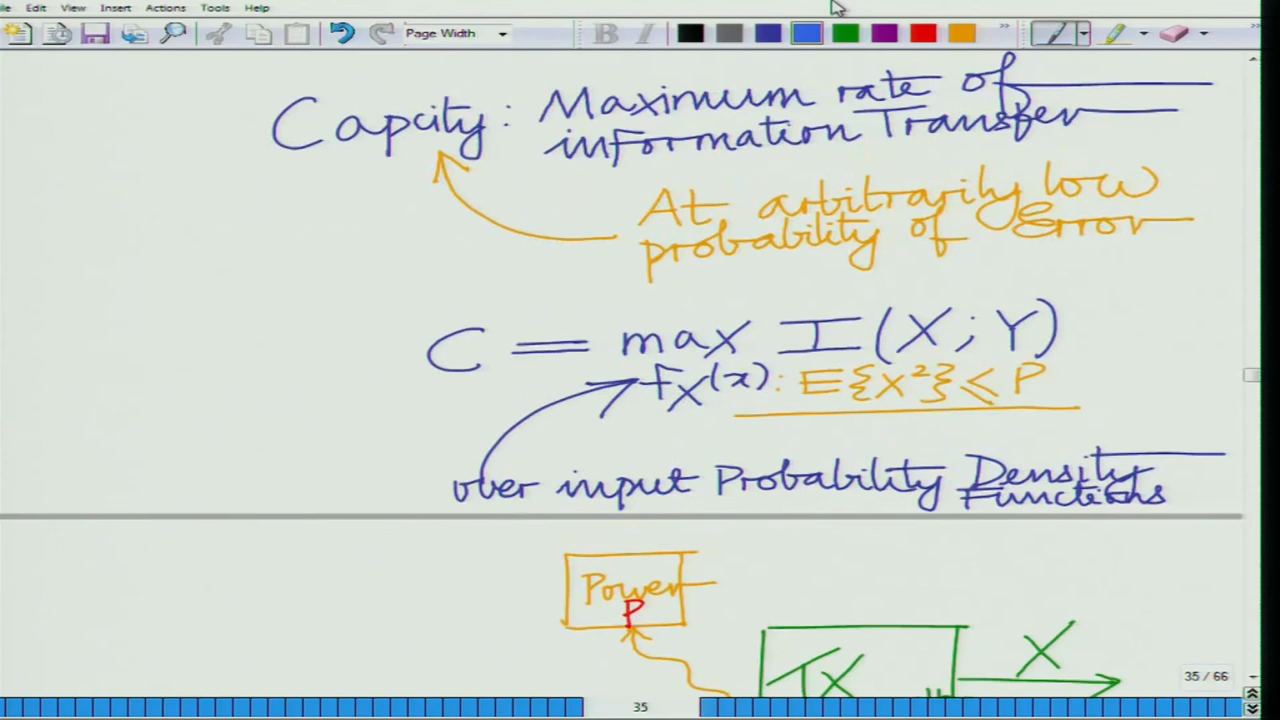 Edit View Insert Actions Tools Help
Page Width
B I
Capcity: Maximum rate of
information Transfer
At arbitrarily low
probability of Error
C = max I(X;Y)
fX(x): E{X²} ≤ P
over input Probability Density
Functions
Power
P
TX
X
35 / 66
35